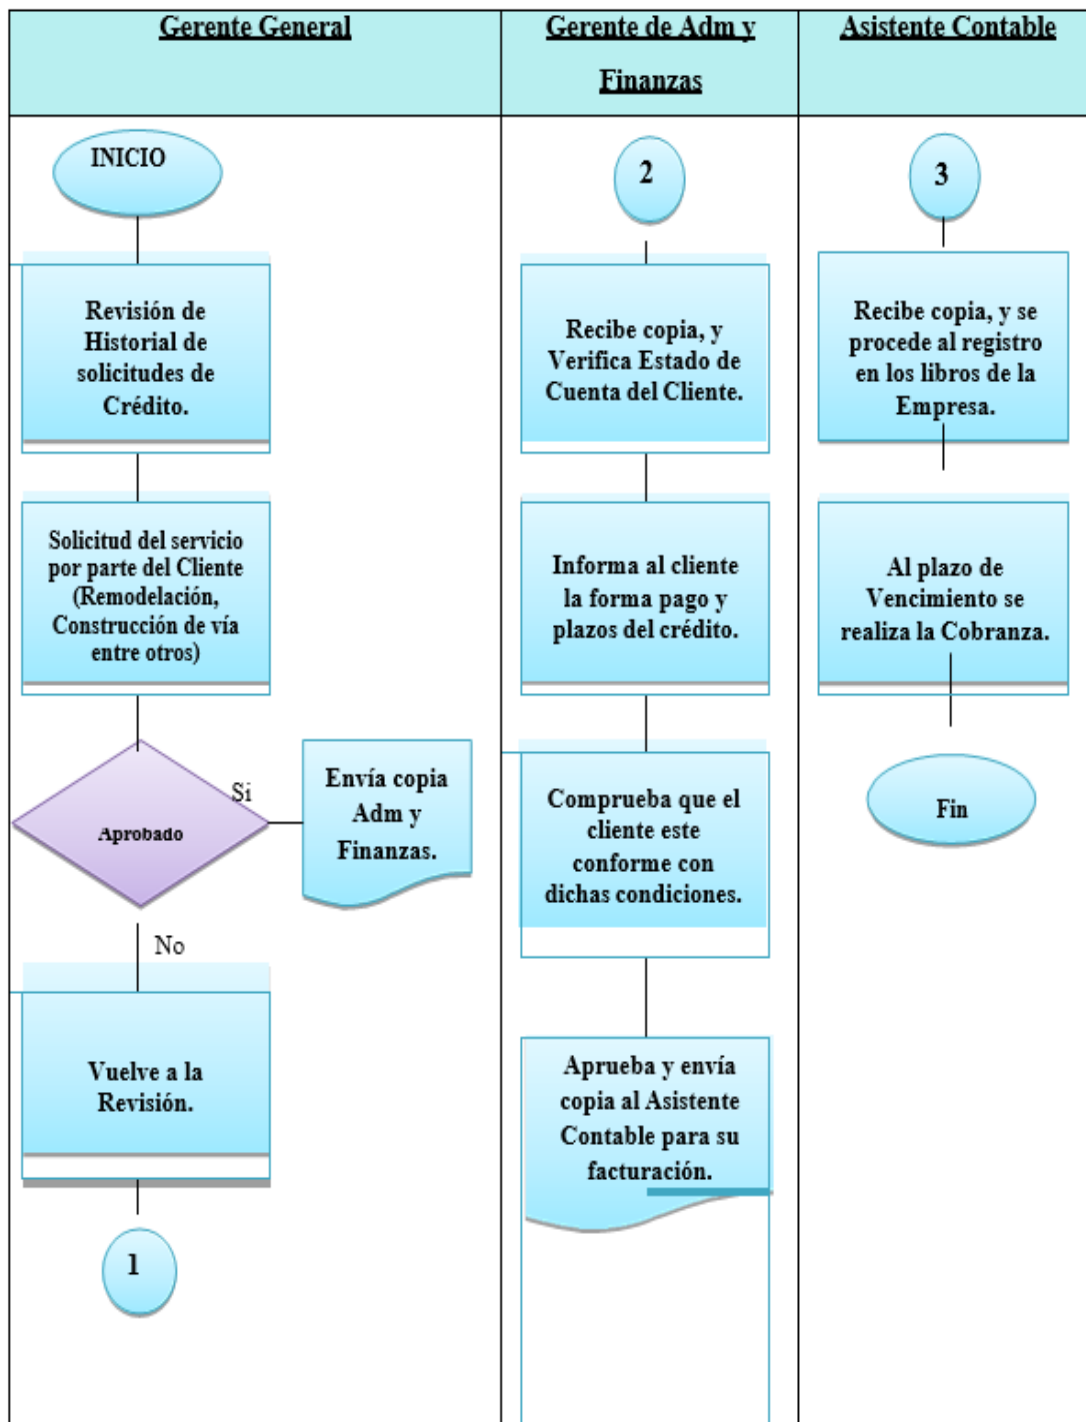 Gerente General
Gerente de Adm y
Finanzas
Asistente Contable
INICIO
Revisión de
Historial de
solicitudes de
Crédito.
Solicitud del servicio
por parte del Cliente
(Remodelación,
Construcción de vía
entre otros)
Aprobado
Si
Envía copia
Adm y
Finanzas.
No
Vuelve a la
Revisión.
1
2
Recibe copia, y
Verifica Estado de
Cuenta del Cliente.
Informa al cliente
la forma pago y
plazos del crédito.
Comprueba que el
cliente este
conforme con
dichas condiciones.
Aprueba y envía
copia al Asistente
Contable para su
facturación.
3
Recibe copia, y se
procede al registro
en los libros de la
Empresa.
Al plazo de
Vencimiento se
realiza la Cobranza.
Fin